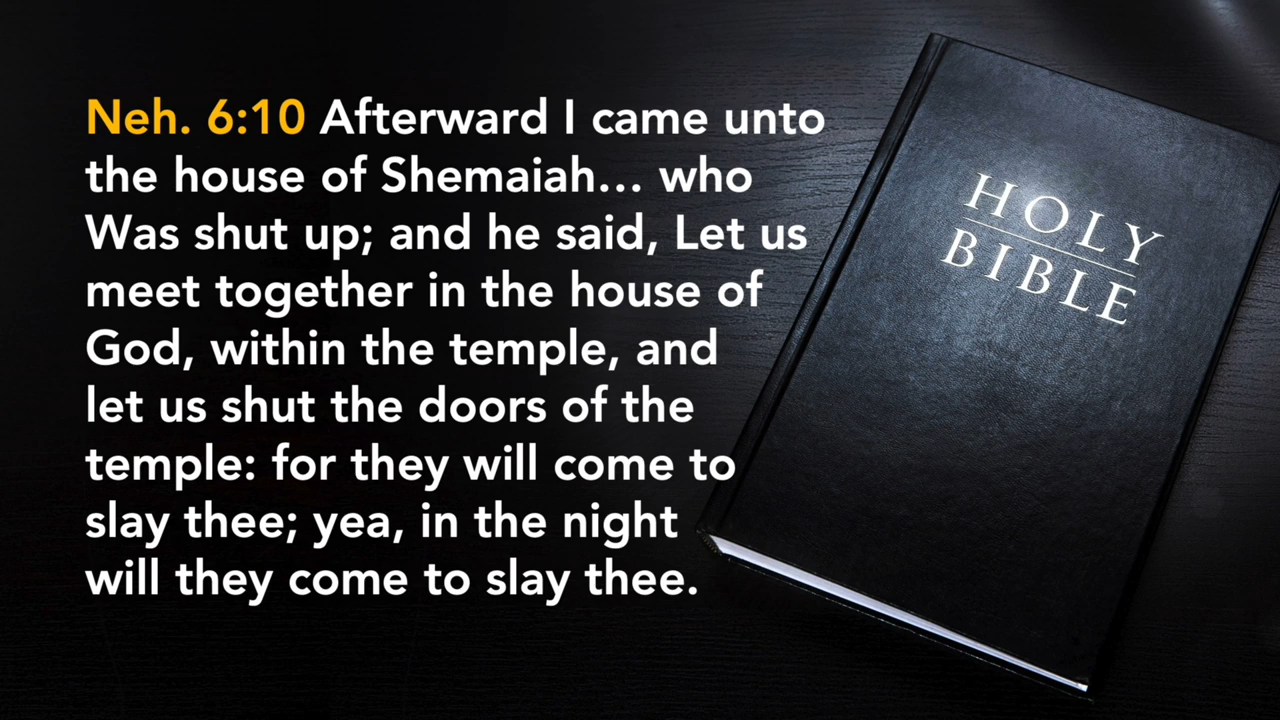 Neh. 6:10 Afterward I came unto
the house of Shemaiah... who
Was shut up; and he said, Let us
meet together in the house of
God, within the temple, and
let us shut the doors of the
temple: for they will come to
slay thee; yea, in the night
will they come to slay thee.
HOLY
BIBLE